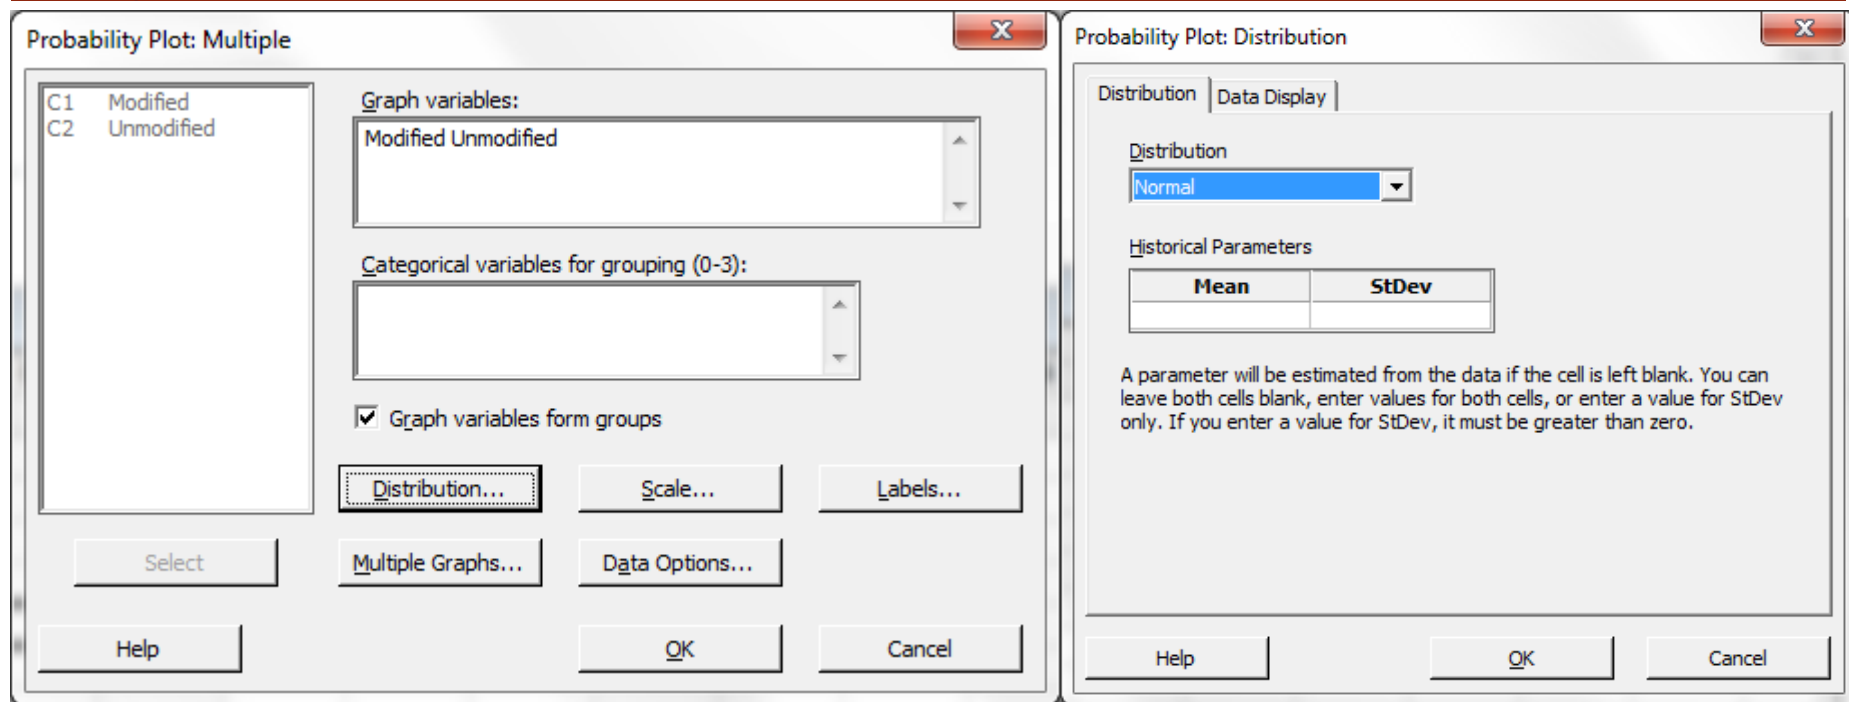 Probability Plot: Multiple
C1 Modified
C2 Unmodified
Graph variables:
Modified Unmodified
Categorical variables for grouping (0-3):
Graph variables form groups
Distribution...
Scale...
Labels...
Select
Multiple Graphs...
Data Options...
Help
OK
Cancel
Probability Plot: Distribution
Distribution
Data Display
Distribution
Normal
Historical Parameters
Mean
StDev
A parameter will be estimated from the data if the cell is left blank. You can
leave both cells blank, enter values for both cells, or enter a value for StDev
only. If you enter a value for StDev, it must be greater than zero.
Help
OK
Cancel